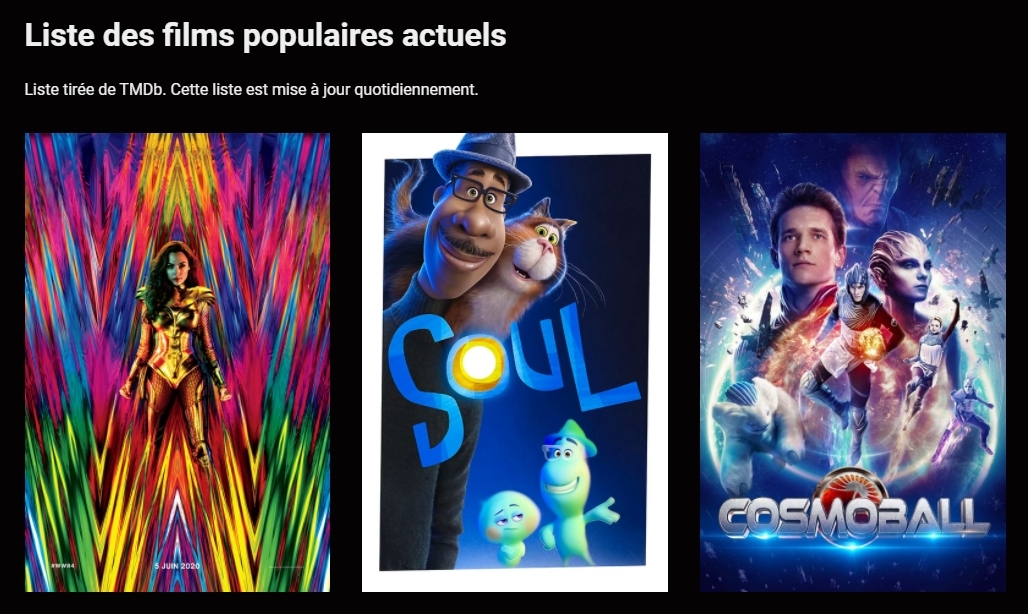 Liste des films populaires actuels
Liste tirée de TMDb. Cette liste est mise à jour quotidiennement.
#WW84
5 JUIN 2020
SOUL
COSMOBALL